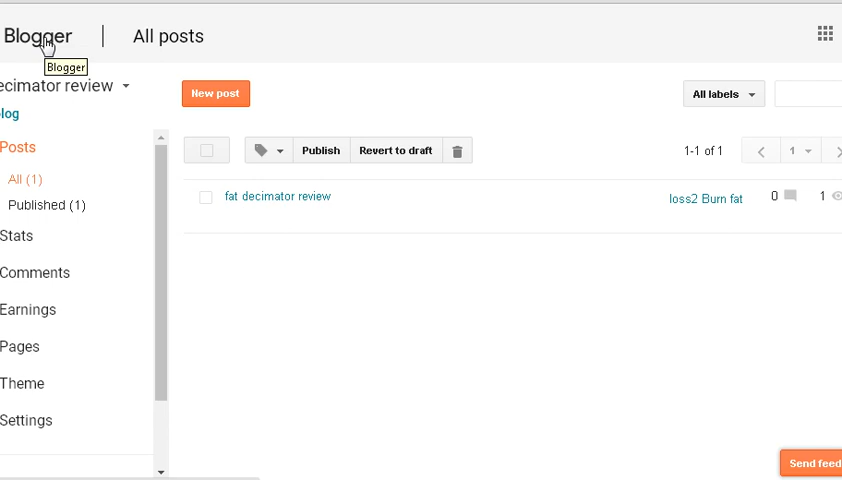 Blogger | All posts
Blogger
ecimator review
log
New post
All labels
Posts
Publish
Revert to draft
1-1 of 1
1
All (1)
fat decimator review
loss2 Burn fat
0
1
Published (1)
Stats
Comments
Earnings
Pages
Theme
Settings
Send feed